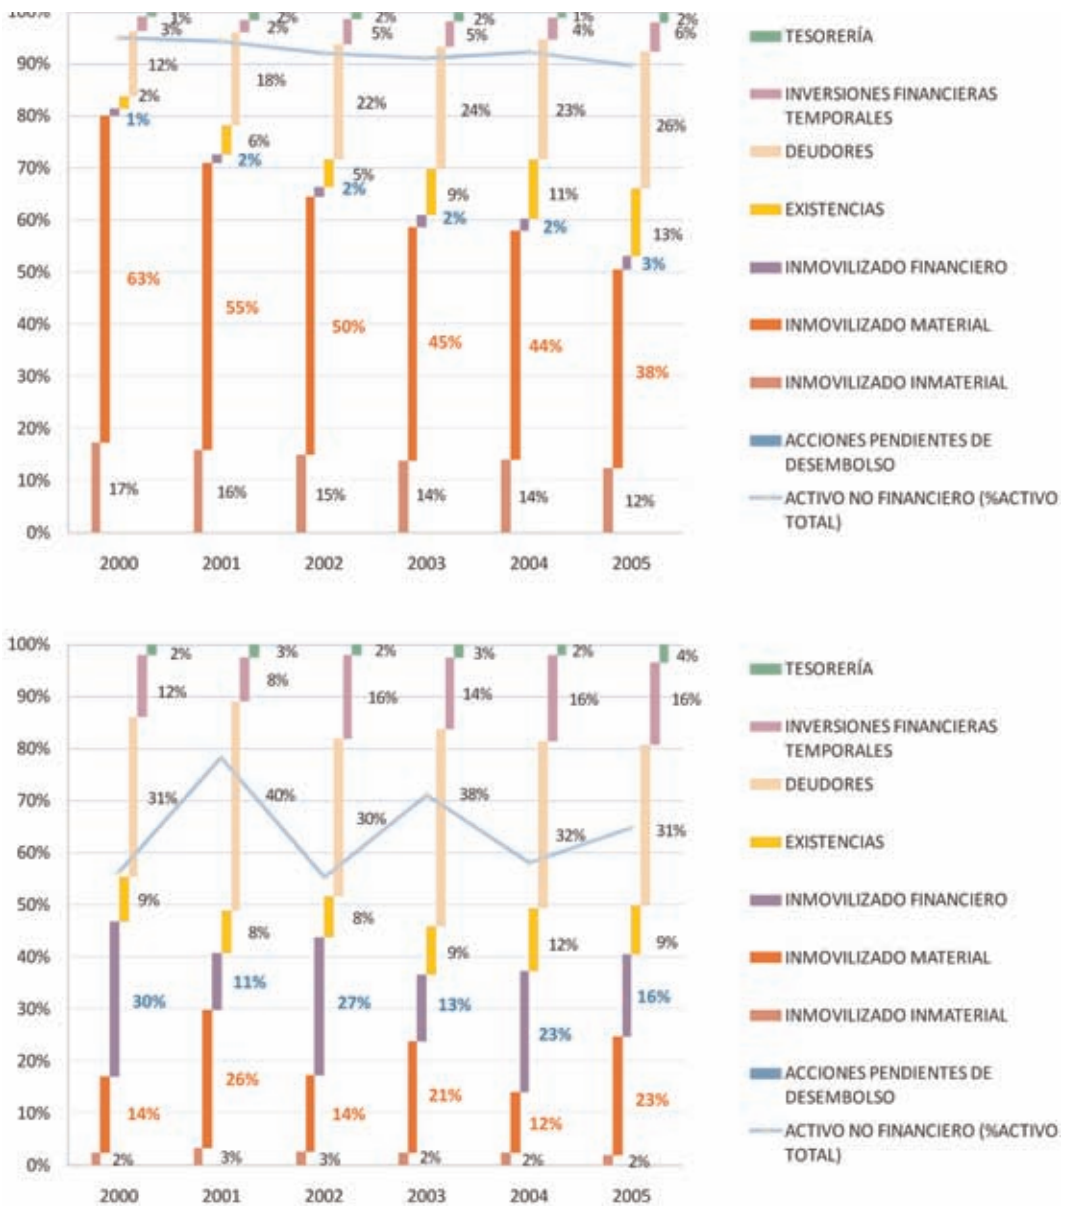 100%
90%
80%
70%
60%
50%
40%
30%
20%
10%
0%
1% 2% 2% 2% 1% 2%
3% 2% 5% 5% 4% 6%
12% 18% 22% 24% 23% 26%
2% 6% 5% 9% 11% 13%
1% 2% 2% 2% 2% 3%
63% 55% 50% 45% 44% 38%
17% 16% 15% 14% 14% 12%
2000 2001 2002 2003 2004 2005
TESORERÍA
INVERSIONES FINANCIERAS
TEMPORALES
DEUDORES
EXISTENCIAS
INMOVILIZADO FINANCIERO
INMOVILIZADO MATERIAL
INMOVILIZADO INMATERIAL
ACCIONES PENDIENTES DE
DESEMBOLSO
ACTIVO NO FINANCIERO (%ACTIVO
TOTAL)
100%
90%
80%
70%
60%
50%
40%
30%
20%
10%
0%
2% 3% 2% 3% 2% 4%
12% 8% 16% 14% 16% 16%
31% 40% 30% 38% 32% 31%
9% 8% 8% 9% 12% 9%
30% 11% 27% 13% 23% 16%
14% 26% 14% 21% 12% 23%
2% 3% 3% 2% 2% 2%
2000 2001 2002 2003 2004 2005
TESORERÍA
INVERSIONES FINANCIERAS
TEMPORALES
DEUDORES
EXISTENCIAS
INMOVILIZADO FINANCIERO
INMOVILIZADO MATERIAL
INMOVILIZADO INMATERIAL
ACCIONES PENDIENTES DE
DESEMBOLSO
ACTIVO NO FINANCIERO (%ACTIVO
TOTAL)